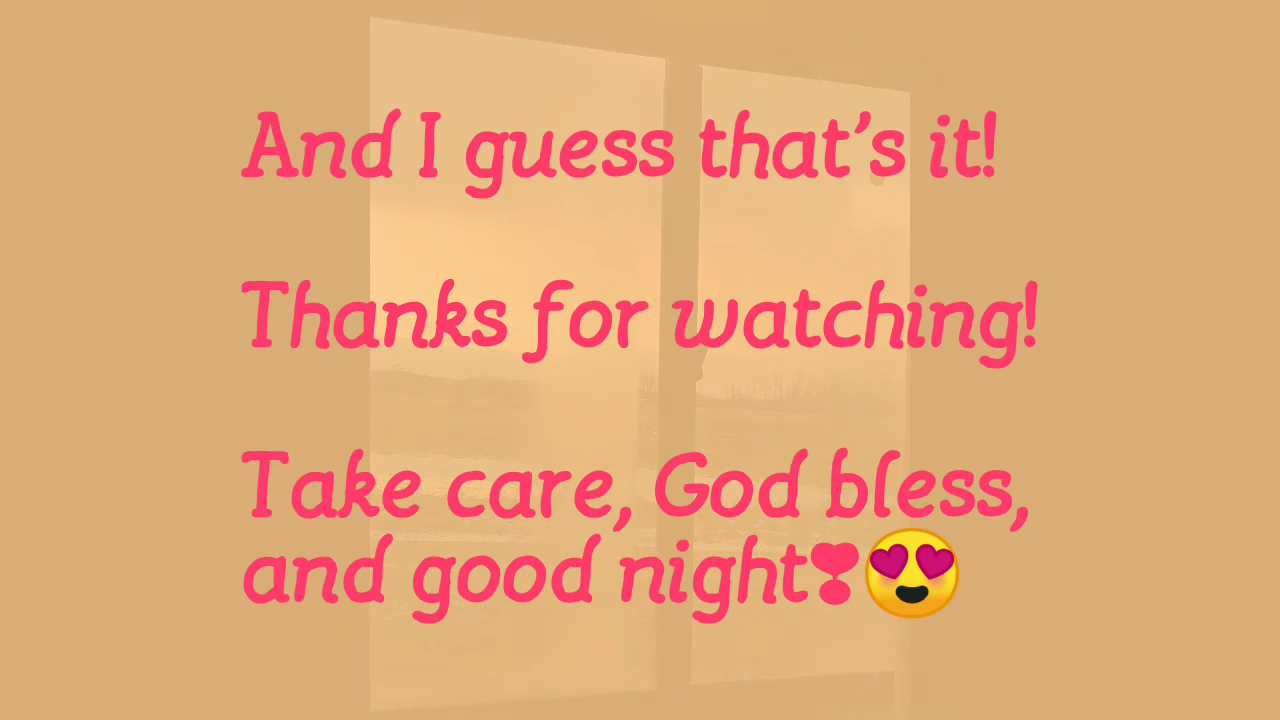 And I guess that’s it!
Thanks for watching!
Take care, God bless,
and good night❣😍